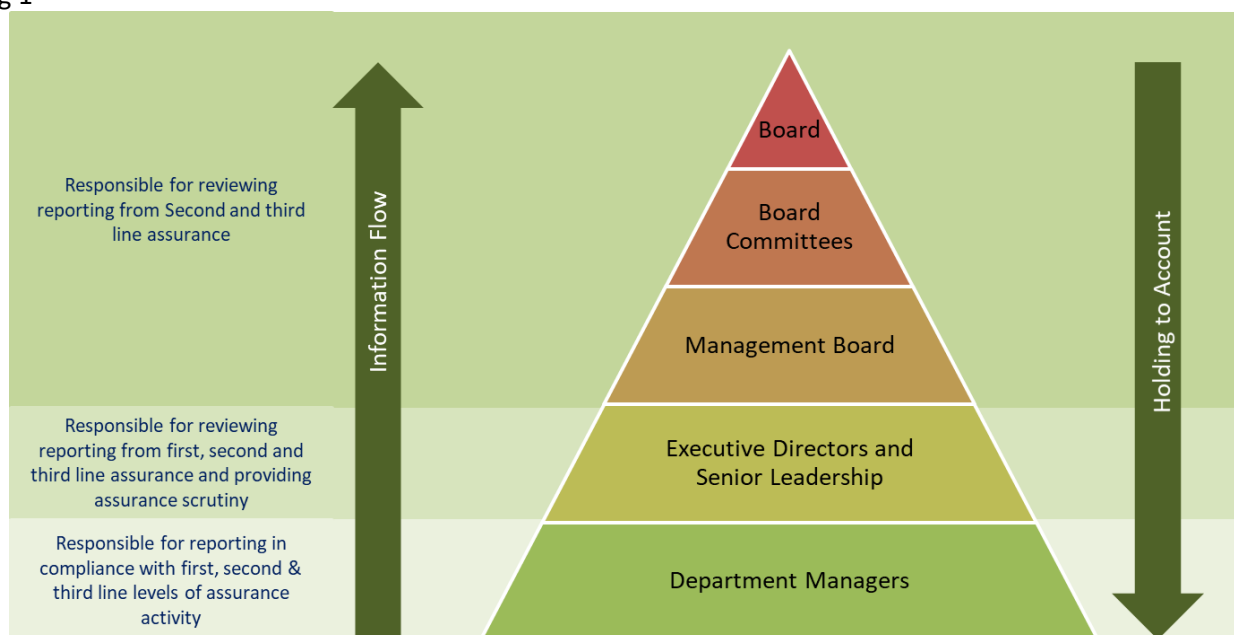 Responsible for reviewing
reporting from Second and third
line assurance
Information Flow
Board
Board
Committees
Management Board
Holding to Account
Responsible for reviewing
reporting from first, second and
third line assurance and providing
assurance scrutiny
Executive Directors and
Senior Leadership
Responsible for reporting in
compliance with first, second &
third line levels of assurance
activity
Department Managers